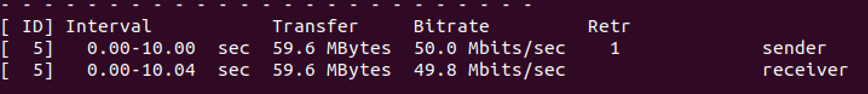 - - - - - - - - - - - - - - - - - - - - - - - - -
[ ID] Interval           Transfer     Bitrate         Retr
[  5]   0.00-10.00  sec  59.6 MBytes  50.0 Mbits/sec    1             sender
[  5]   0.00-10.04  sec  59.6 MBytes  49.8 Mbits/sec                  receiver